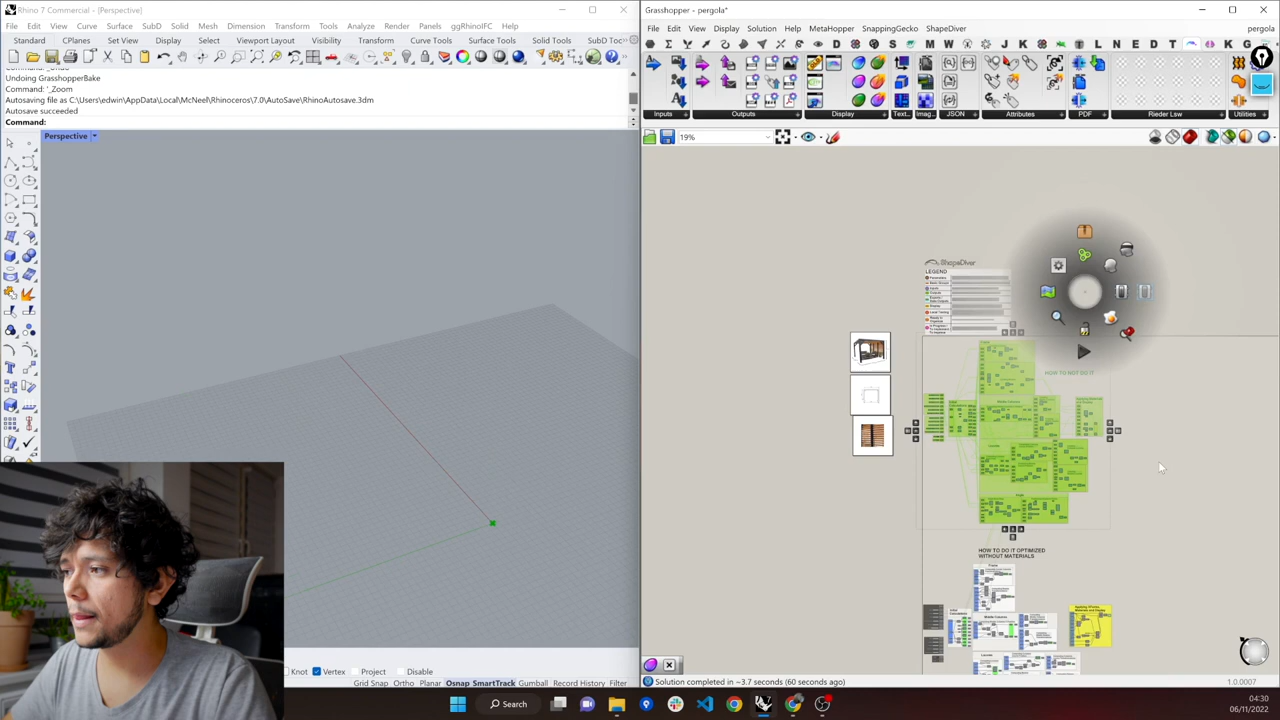 Rhino 7 Commercial - [Perspective]
File Edit View Curve Surface SubD Solid Mesh Dimension Transform Tools Analyze Render Panels ggRhinoIFC Help
Standard CPlanes Set View Display Select Viewport Layout Visibility Transform Curve Tools Surface Tools Solid Tools SubD Toc
Undoing GrasshopperBake
Command: '_Zoom
Autosaving file as C:\Users\edwin\AppData\Local\McNeel\Rhinoceros\7.0\AutoSave\RhinoAutosave.3dm
Autosave succeeded
Command:
Perspective
Knot Vertex Project Disable
Grid Snap Ortho Planar Osnap SmartTrack Gumball Record History Filter
Grasshopper - pergola*
File Edit View Display Solution Help MetaHopper SnappingGecko ShapeDiver pergola
Inputs Outputs Display Text... Imag... JSON Attributes PDF Rieder Lsw Utilities
19%
ShapeDiver
LEGEND
HOW TO NOT DO IT
HOW TO DO IT OPTIMIZED
WITHOUT MATERIALS
Solution completed in ~3.7 seconds (60 seconds ago)
1.0.0007
Search
04:30
06/11/2022